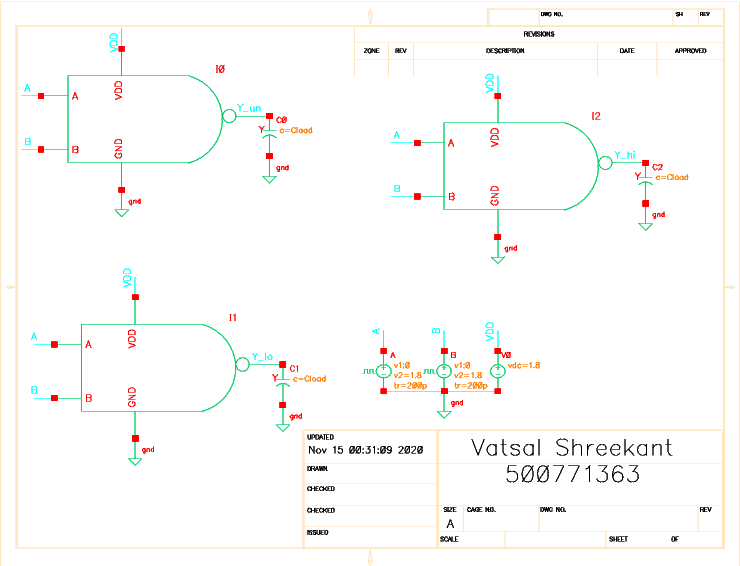 DWG NO. SH REV
REVISIONS
ZONE REV DESCRIPTION DATE APPROVED
VDD
I0
A
A
VDD
Y_un
C0
Y
c=Cload
B
B
GND
gnd
gnd
VDD
I2
A
A
VDD
Y_hi
C2
Y
c=Cload
B
B
GND
gnd
gnd
VDD
I1
A
A
VDD
Y_lo
C1
Y
c=Cload
B
B
GND
gnd
gnd
A B VDD
A B V0
v1:0 v1:0 vdc=1.8
v2=1.8 v2=1.8
tr=200p tr=200p
gnd
UPDATED
Nov 15 00:31:09 2020
DRAWN
CHECKED
CHECKED
ISSUED
Vatsal Shreekant
500771363
SIZE CAGE NO. DWG NO. REV
A
SCALE SHEET OF